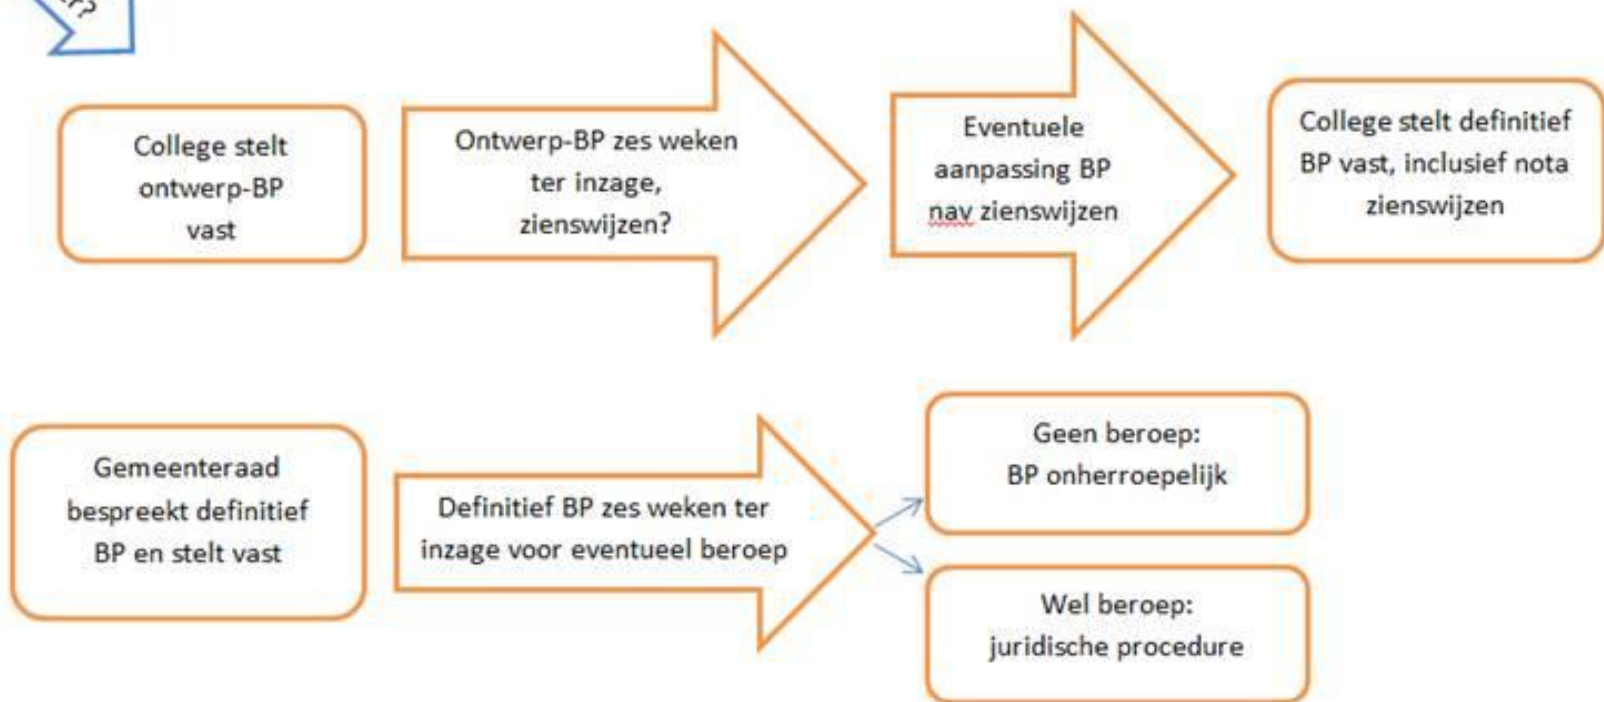 College stelt
ontwerp-BP
vast
Ontwerp-BP zes weken
ter inzage,
zienswijzen?
Eventuele
aanpassing BP
nav zienswijzen
College stelt definitief
BP vast, inclusief nota
zienswijzen
Gemeenteraad
bespreekt definitief
BP en stelt vast
Definitief BP zes weken ter
inzage voor eventueel beroep
Geen beroep:
BP onherroepelijk
Wel beroep:
juridische procedure